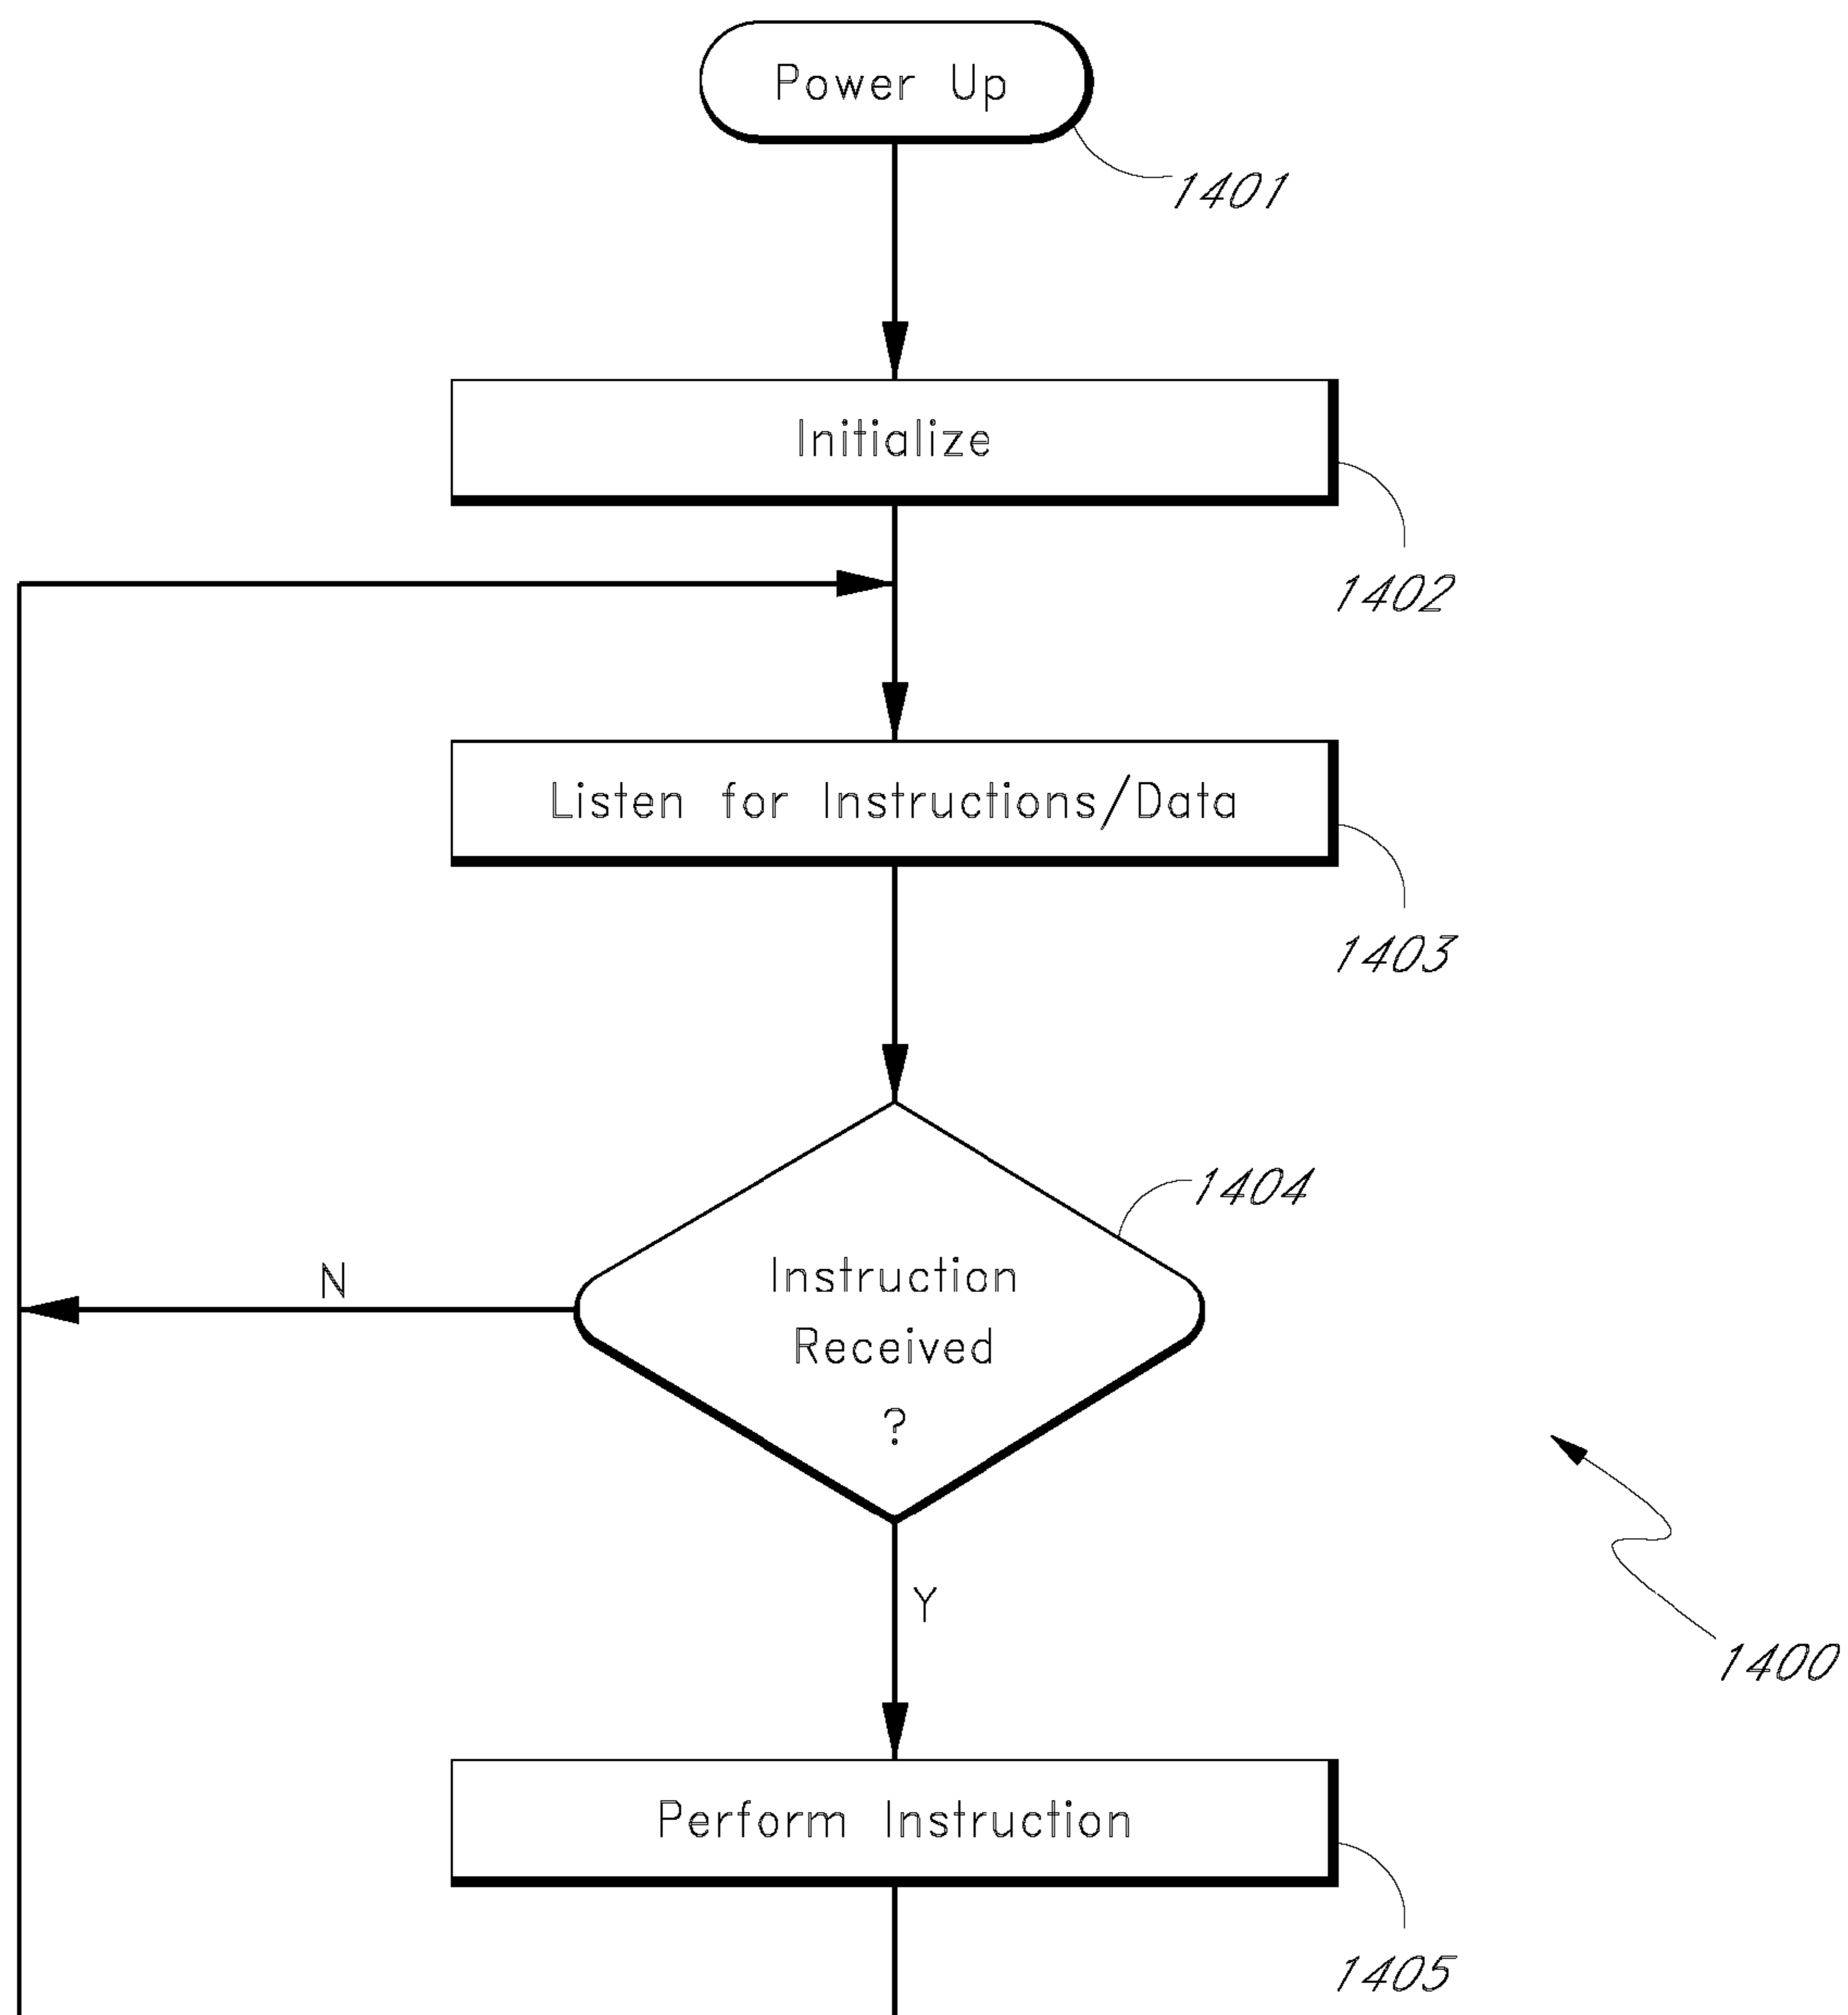 Power Up
1401
Initialize
1402
Listen for Instructions/Data
1403
1404
Instruction
Received
?
N
Y
1400
Perform Instruction
1405